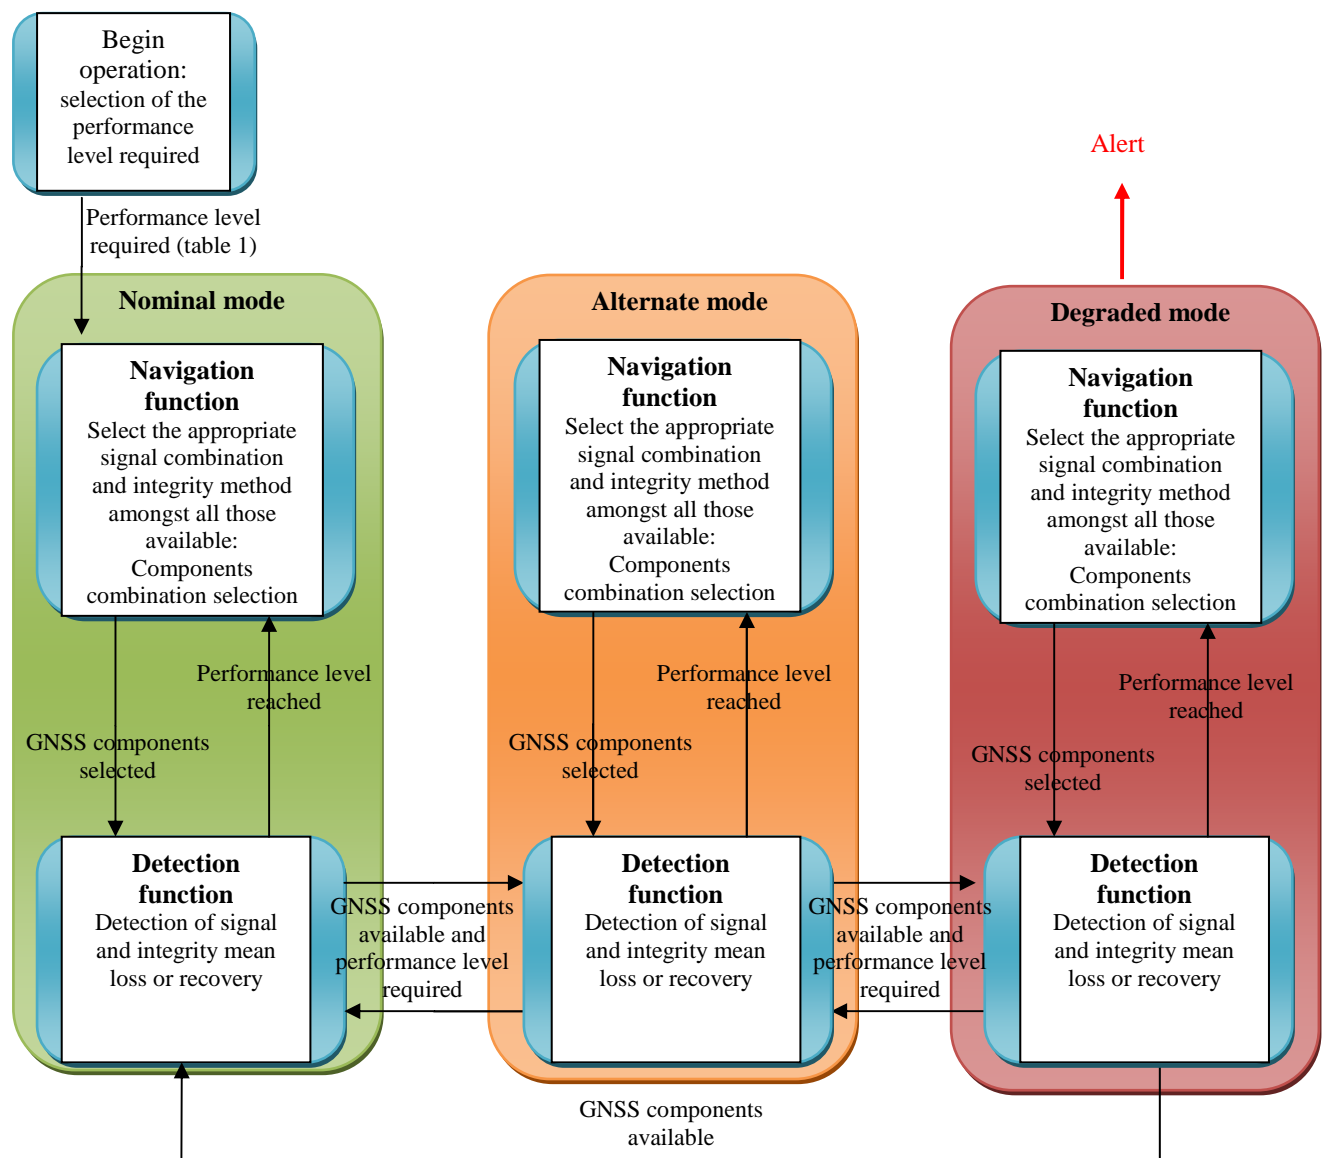 Begin
operation:
selection of the
performance
level required
Performance level
required (table 1)
Alert
Nominal mode
Navigation
function
Select the appropriate
signal combination
and integrity method
amongst all those
available:
Components
combination selection
Performance level
reached
GNSS components
selected
Detection
function
Detection of signal
and integrity mean
loss or recovery
GNSS components
available and
performance level
required
Alternate mode
Navigation
function
Select the appropriate
signal combination
and integrity method
amongst all those
available:
Components
combination selection
Performance level
reached
GNSS components
selected
Detection
function
Detection of signal
and integrity mean
loss or recovery
GNSS components
available and
performance level
required
Degraded mode
Navigation
function
Select the appropriate
signal combination
and integrity method
amongst all those
available:
Components
combination selection
Performance level
reached
GNSS components
selected
Detection
function
Detection of signal
and integrity mean
loss or recovery
GNSS components
available